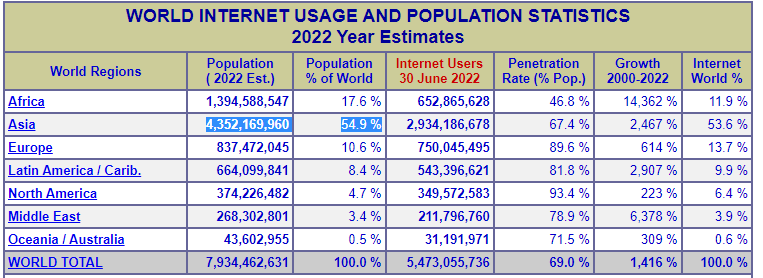 WORLD INTERNET USAGE AND POPULATION STATISTICS
2022 Year Estimates
World Regions Population ( 2022 Est.) Population % of World Internet Users 30 June 2022 Penetration Rate (% Pop.) Growth 2000-2022 Internet World %
Africa 1,394,588,547 17.6 % 652,865,628 46.8 % 14,362 % 11.9 %
Asia 4,352,169,960 54.9 % 2,934,186,678 67.4 % 2,467 % 53.6 %
Europe 837,472,045 10.6 % 750,045,495 89.6 % 614 % 13.7 %
Latin America / Carib. 664,099,841 8.4 % 543,396,621 81.8 % 2,907 % 9.9 %
North America 374,226,482 4.7 % 349,572,583 93.4 % 223 % 6.4 %
Middle East 268,302,801 3.4 % 211,796,760 78.9 % 6,378 % 3.9 %
Oceania / Australia 43,602,955 0.5 % 31,191,971 71.5 % 309 % 0.6 %
WORLD TOTAL 7,934,462,631 100.0 % 5,473,055,736 69.0 % 1,416 % 100.0 %